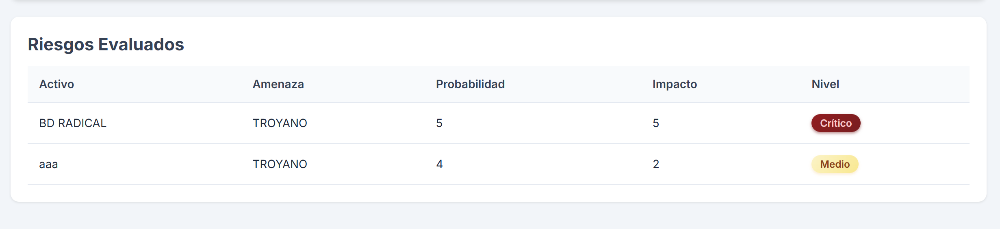 Riesgos Evaluados
Activo Amenaza Probabilidad Impacto Nivel
BD RADICAL TROYANO 5 5 Crítico
aaa TROYANO 4 2 Medio